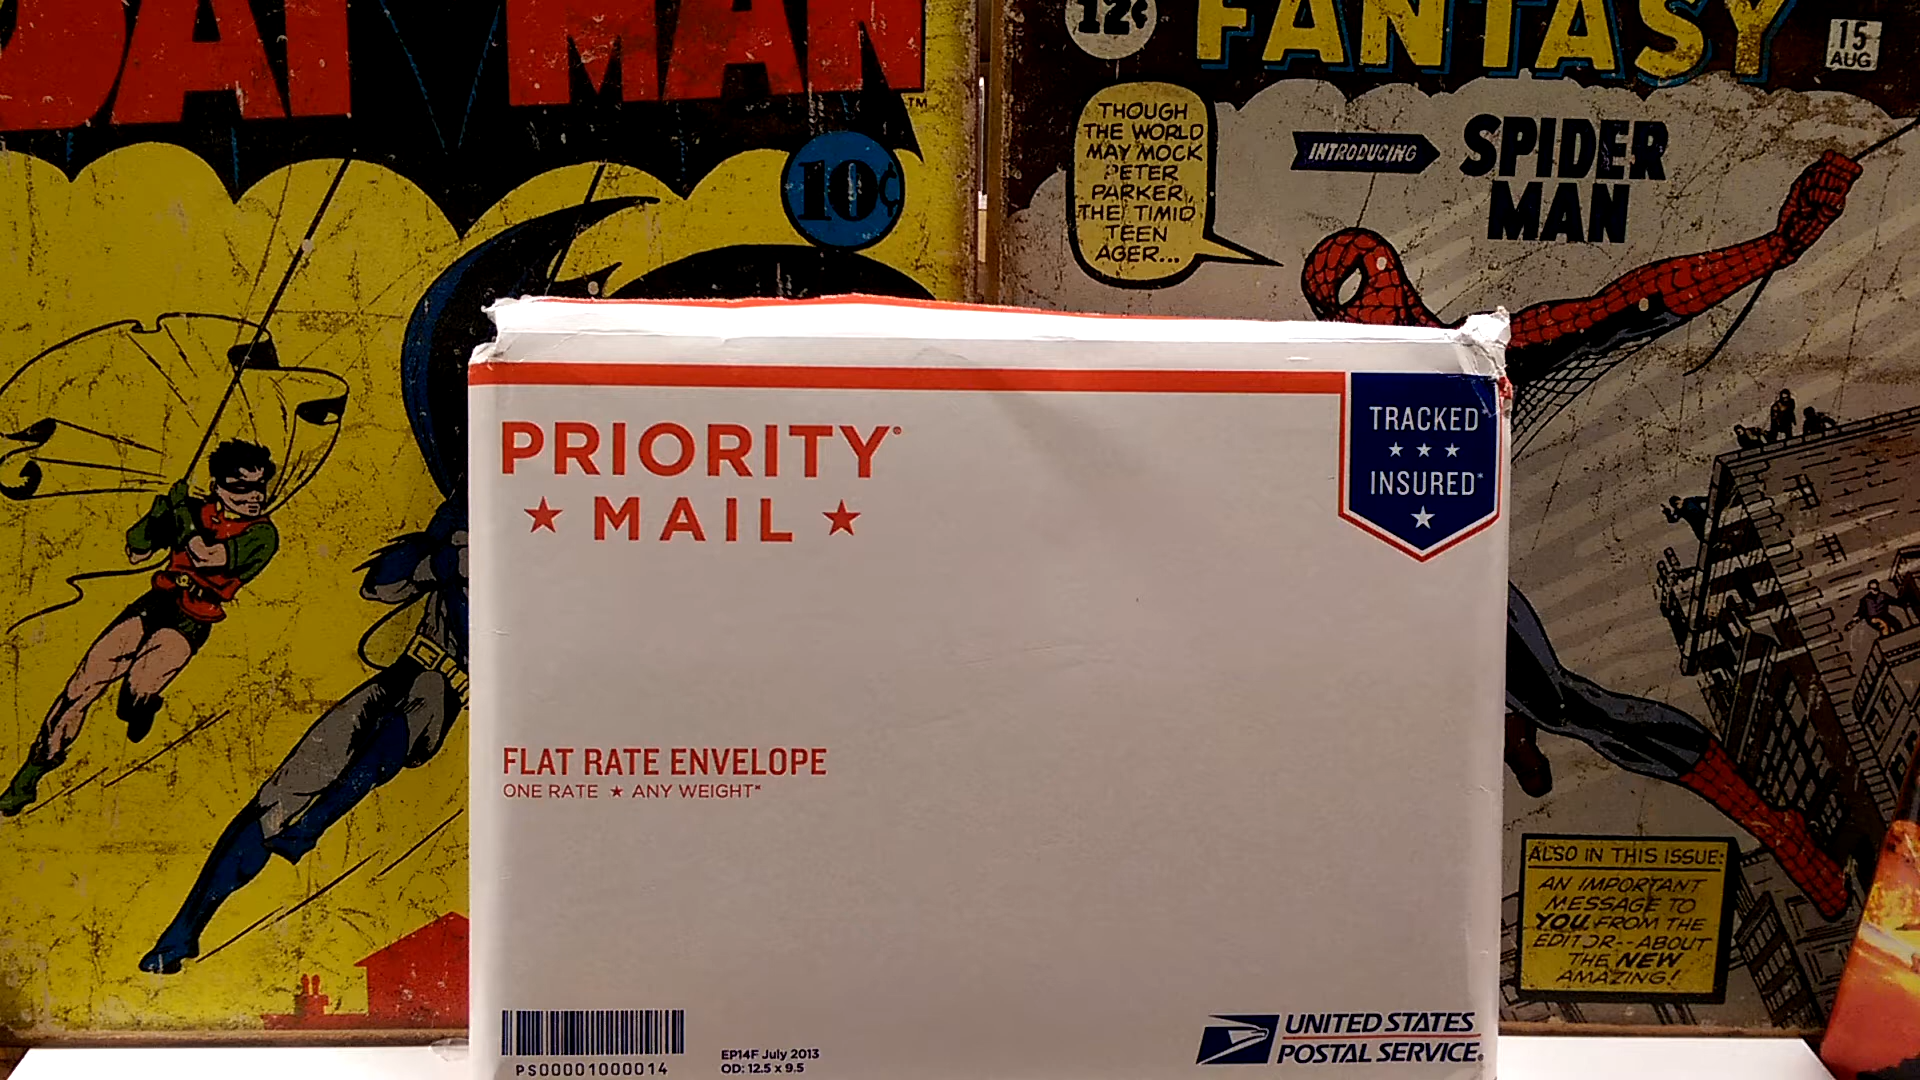 BATMAN
TM
10¢
12¢
FANTASY
15
AUG
THOUGH
THE WORLD
MAY MOCK
PETER
PARKER,
THE TIMID
TEEN
AGER...
INTRODUCING
SPIDER
MAN
PRIORITY®
★ MAIL ★
TRACKED*
★ ★ ★
INSURED*
★
FLAT RATE ENVELOPE
ONE RATE ★ ANY WEIGHT*
ALSO IN THIS ISSUE:
AN IMPORTANT
MESSAGE TO
YOU, FROM THE
EDITOR--ABOUT
THE NEW
AMAZING!
PS00001000014
EP14F July 2013
OD: 12.5 x 9.5
UNITED STATES
POSTAL SERVICE®